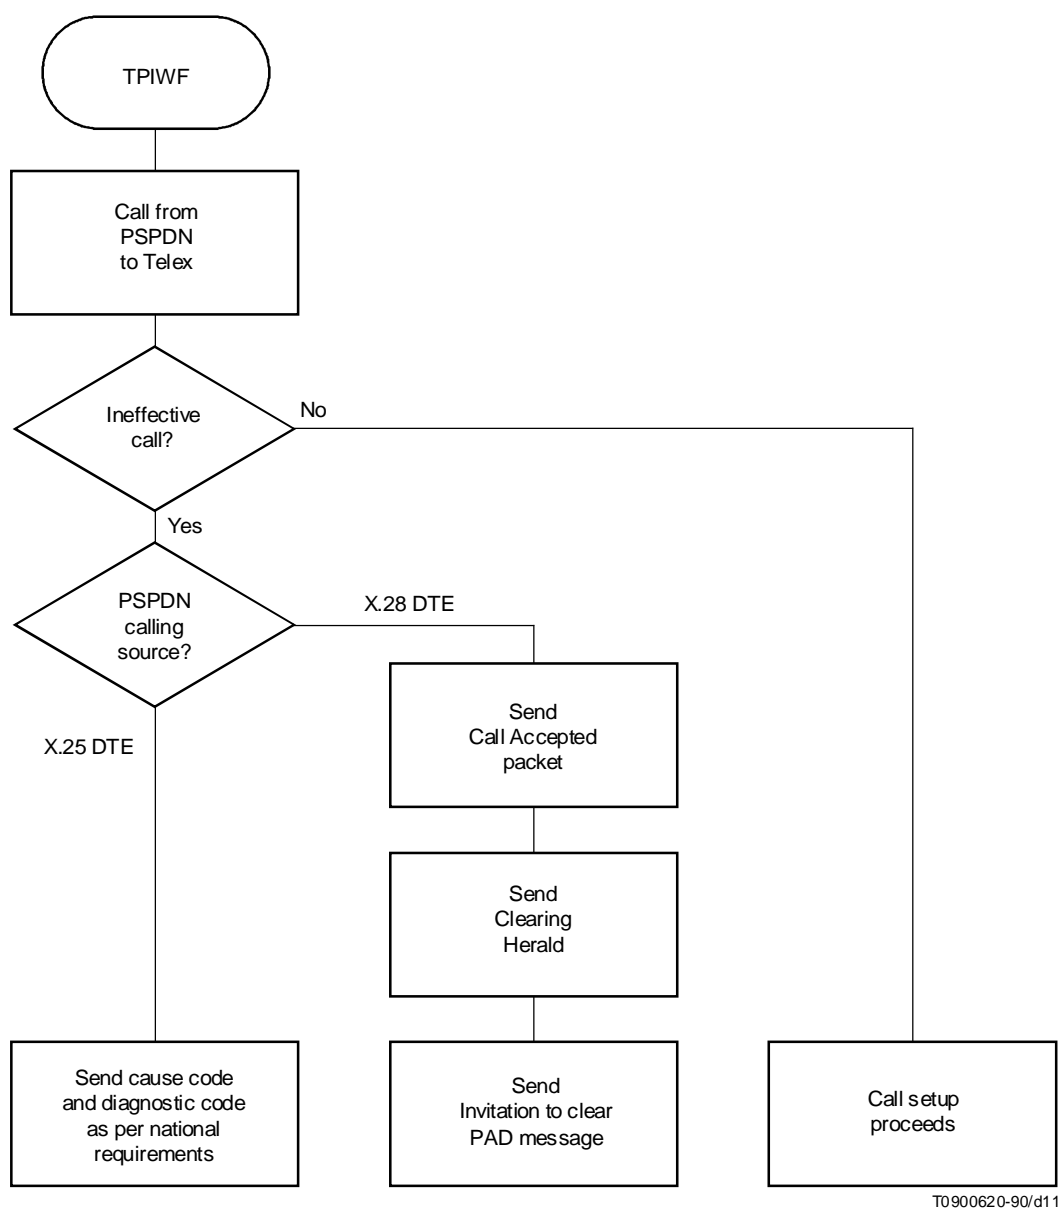 TPIWF
Call from
PSPDN
to Telex
Ineffective
call?
No
Yes
PSPDN
calling
source?
X.28 DTE
X.25 DTE
Send
Call Accepted
packet
Send
Clearing
Herald
Send cause code
and diagnostic code
as per national
requirements
Send
Invitation to clear
PAD message
Call setup
proceeds
T0900620-90/d11